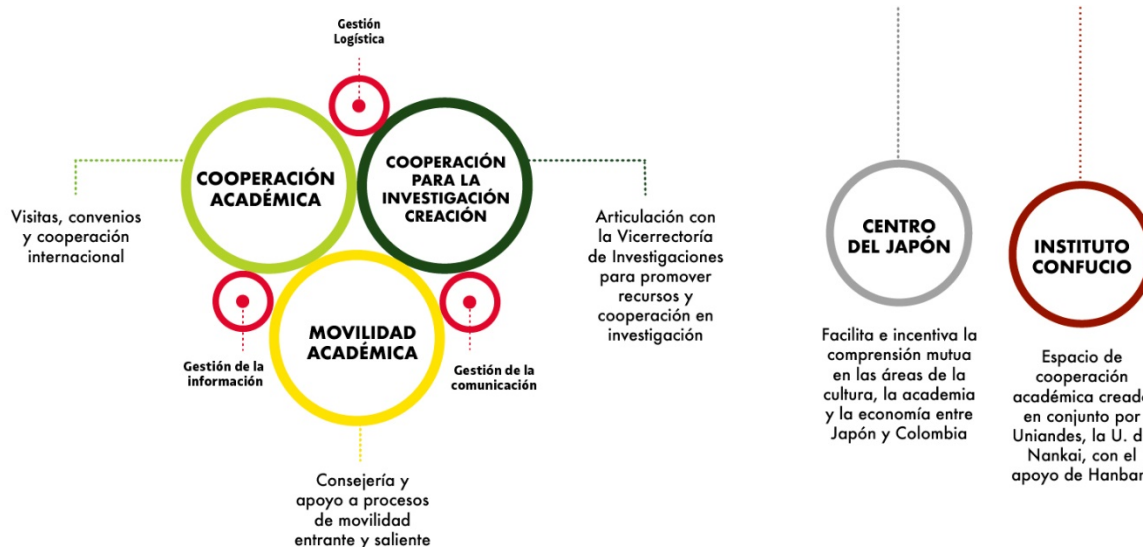 Gestión
Logística
COOPERACIÓN
ACADÉMICA
COOPERACIÓN
PARA LA
INVESTIGACIÓN
CREACIÓN
Visitas, convenios
y cooperación
internacional
Articulación con
la Vicerrectoría
de Investigaciones
para promover
recursos y
cooperación en
investigación
MOVILIDAD
ACADÉMICA
Gestión de la
información
Gestión de la
comunicación
Consejería y
apoyo a procesos
de movilidad
entrante y saliente
CENTRO
DEL JAPÓN
Facilita e incentiva la
comprensión mutua
en las áreas de la
cultura, la academia
y la economía entre
Japón y Colombia
INSTITUTO
CONFUCIO
Espacio de
cooperación
académica
en conjunto por
Uniandes, la U.
Nankai, con el
apoyo de